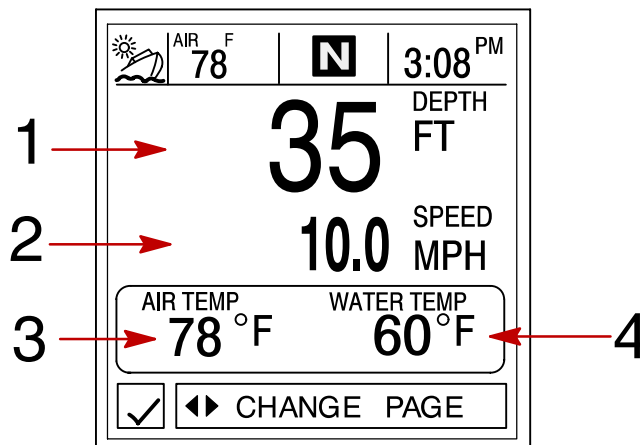 AIR F
78 N 3:08 PM
1 35 DEPTH
FT
2 10.0 SPEED
MPH
AIR TEMP WATER TEMP
3 78 °F 60°F 4
CHANGE PAGE